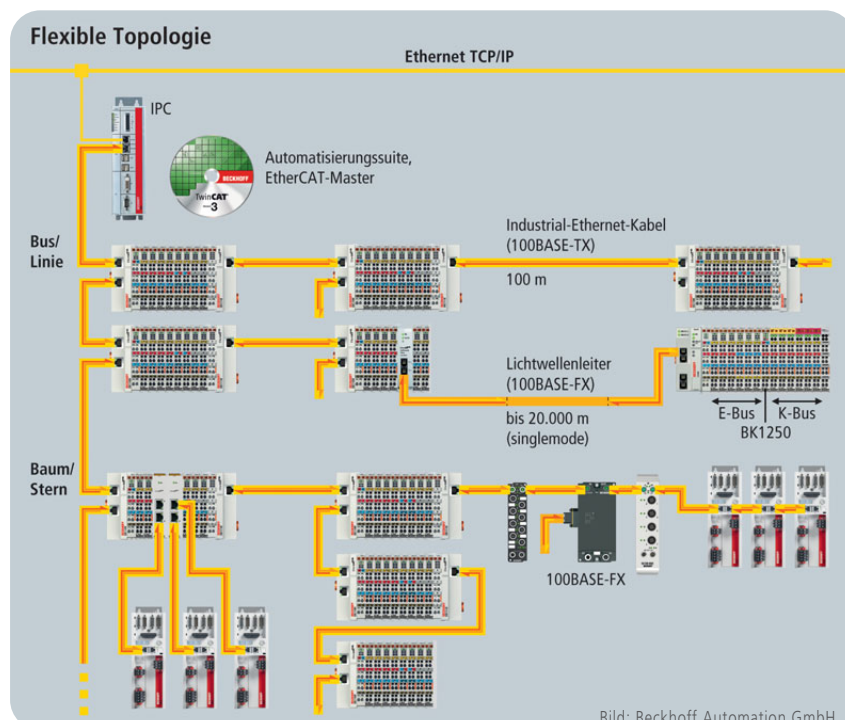 Flexible Topologie
Ethernet TCP/IP
IPC
Automatisierungssuite,
EtherCAT-Master
BECKHOFF
TwinCAT
3
Bus/
Linie
Industrial-Ethernet-Kabel
(100BASE-TX)
100 m
Lichtwellenleiter
(100BASE-FX)
bis 20.000 m
(singlemode)
E-Bus
K-Bus
BK1250
Baum/
Stern
100BASE-FX
Bild: Beckhoff Automation GmbH